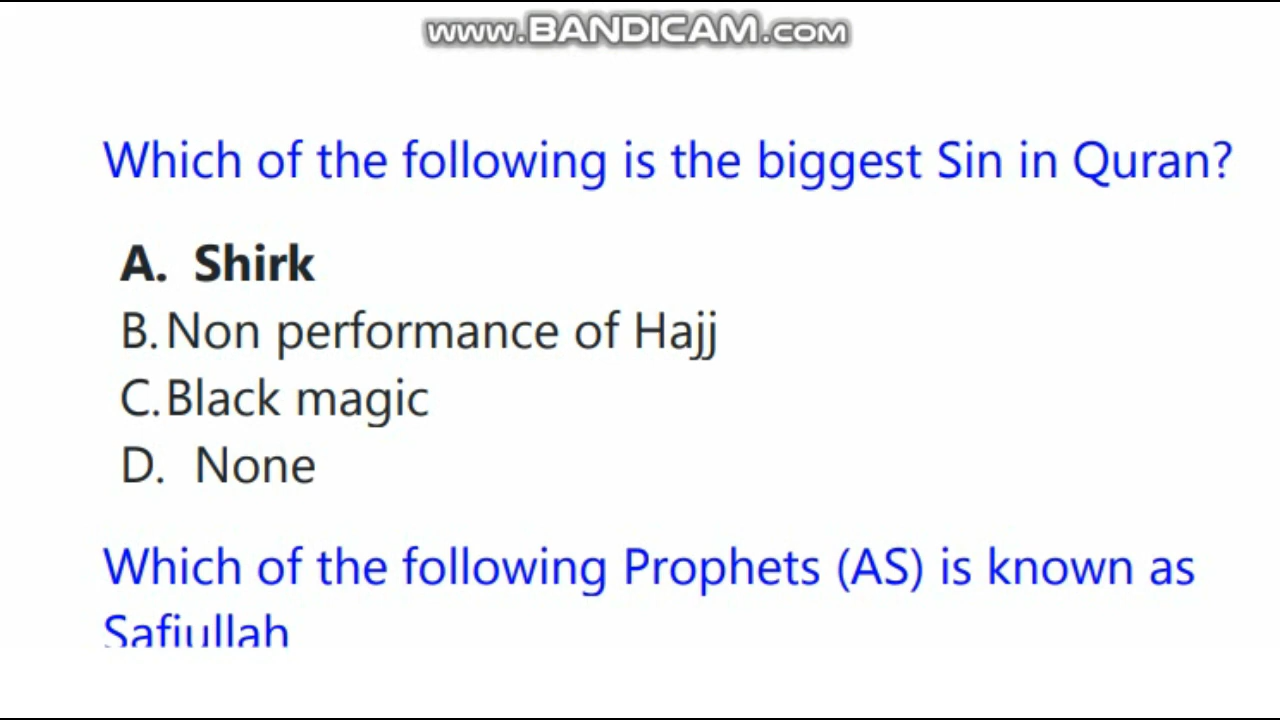 www.BANDICAM.com
Which of the following is the biggest Sin in Quran?
A. Shirk
B. Non performance of Hajj
C. Black magic
D. None
Which of the following Prophets (AS) is known as
Safiullah